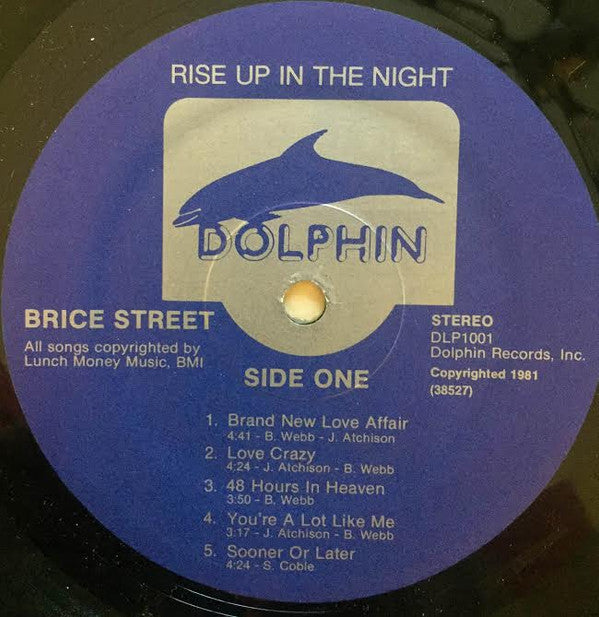 RISE UP IN THE NIGHT
DOLPHIN
BRICE STREET
All songs copyrighted by
Lunch Money Music, BMI
STEREO
DLP1001
Dolphin Records, Inc.
Copyrighted 1981
(38527)
SIDE ONE
1. Brand New Love Affair
4:41 - B. Webb - J. Atchison
2. Love Crazy
4:24 - J. Atchison - B. Webb
3. 48 Hours In Heaven
3:50 - B. Webb
4. You're A Lot Like Me
3:17 - J. Atchison - B. Webb
5. Sooner Or Later
4:24 - S. Coble